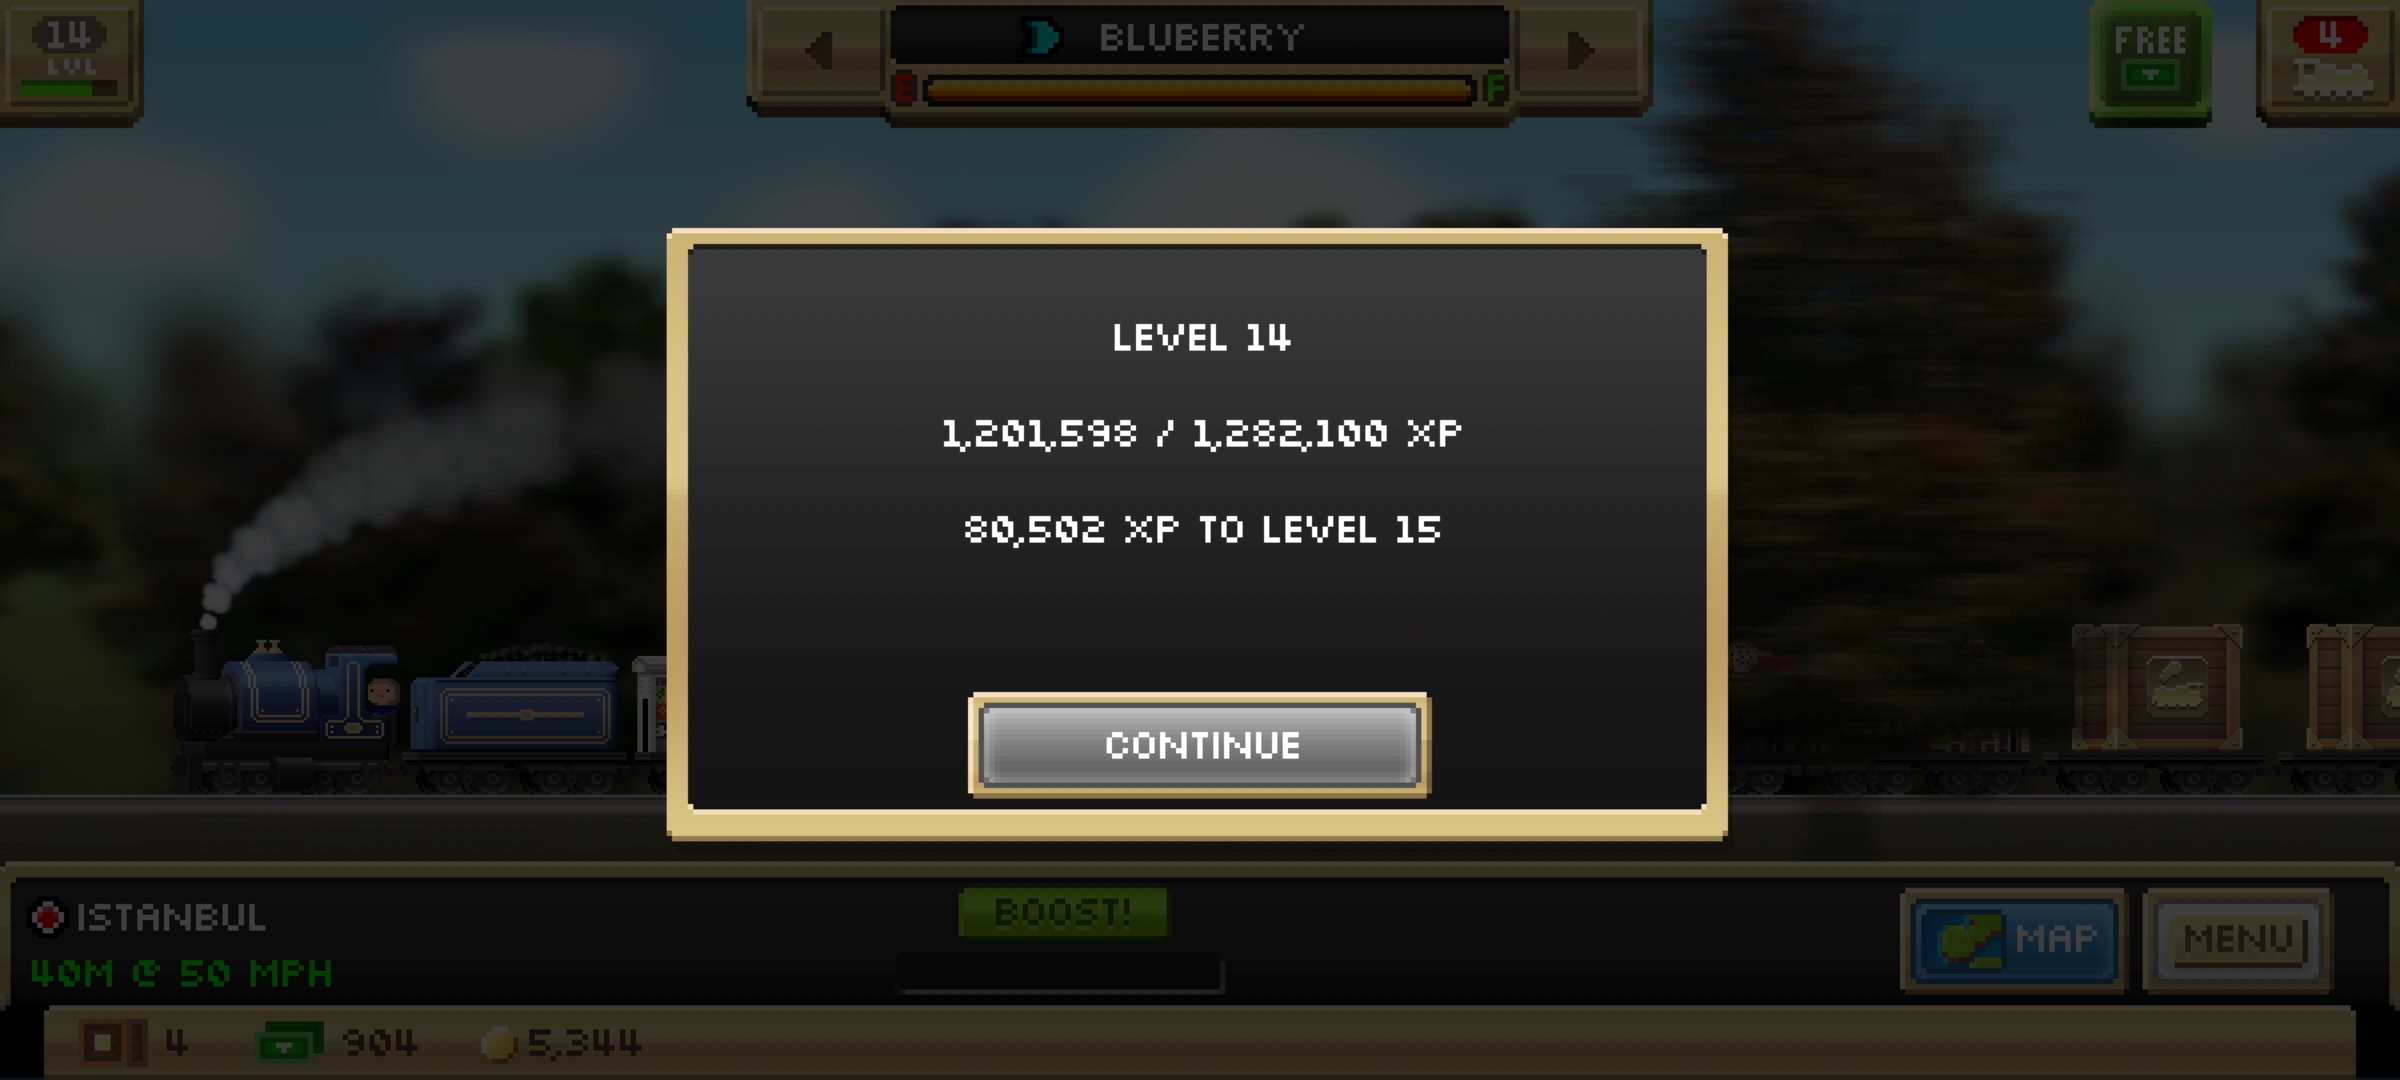 14
LVL
BLUBERRY
E F
FREE
4
LEVEL 14
1,201,598 / 1,282,100 XP
80,502 XP TO LEVEL 15
CONTINUE
ISTANBUL
40M @ 50 MPH
BOOST!
MAP
MENU
4 904 5,344